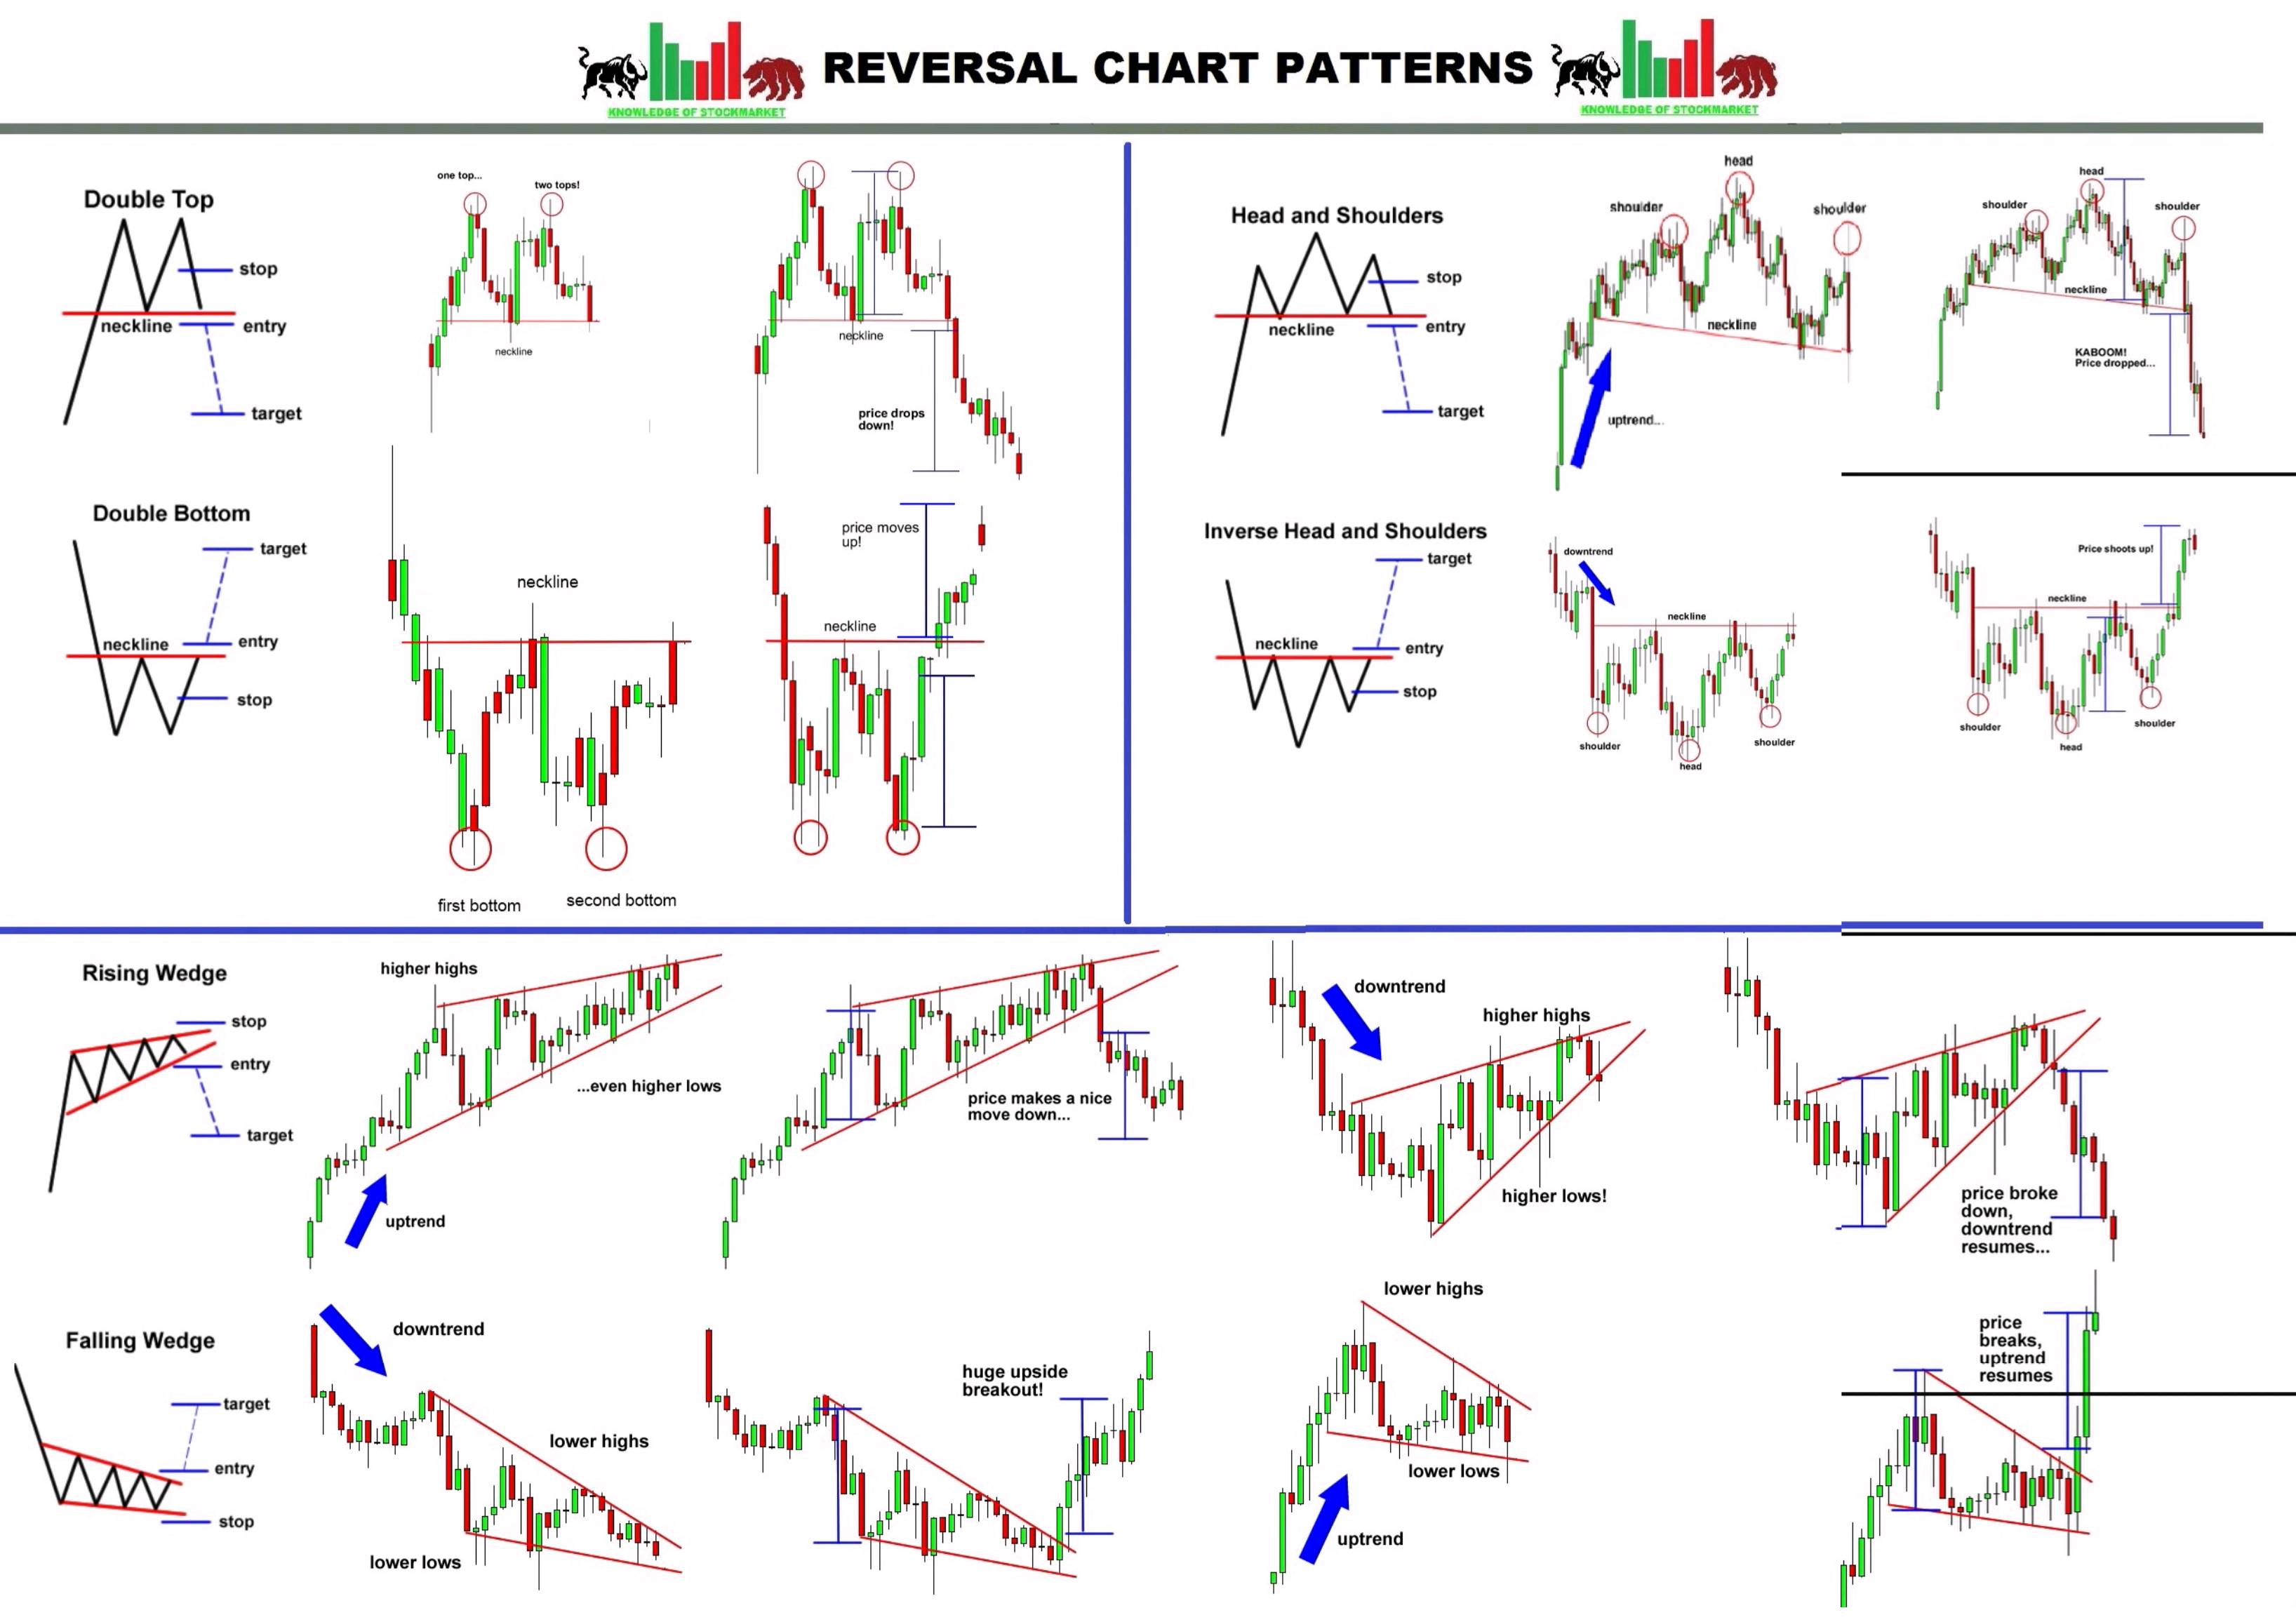 REVERSAL CHART PATTERNS
KNOWLEDGE OF STOCKMARKET
KNOWLEDGE OF STOCKMARKET
Double Top
stop
neckline
entry
target
one top...
two tops!
neckline
neckline
price drops
down!
Head and Shoulders
stop
neckline
entry
target
shoulder
head
shoulder
neckline
uptrend...
shoulder
head
shoulder
neckline
KABOOM!
Price dropped...
Double Bottom
target
neckline
entry
stop
neckline
first bottom
second bottom
price moves
up!
neckline
Inverse Head and Shoulders
target
neckline
entry
stop
downtrend
neckline
shoulder
head
shoulder
Price shoots up!
neckline
shoulder
head
shoulder
Rising Wedge
stop
entry
target
higher highs
...even higher lows
uptrend
price makes a nice
move down...
downtrend
higher highs
higher lows!
price broke
down,
downtrend
resumes...
Falling Wedge
target
entry
stop
downtrend
lower highs
lower lows
huge upside
breakout!
lower highs
lower lows
uptrend
price
breaks,
uptrend
resumes